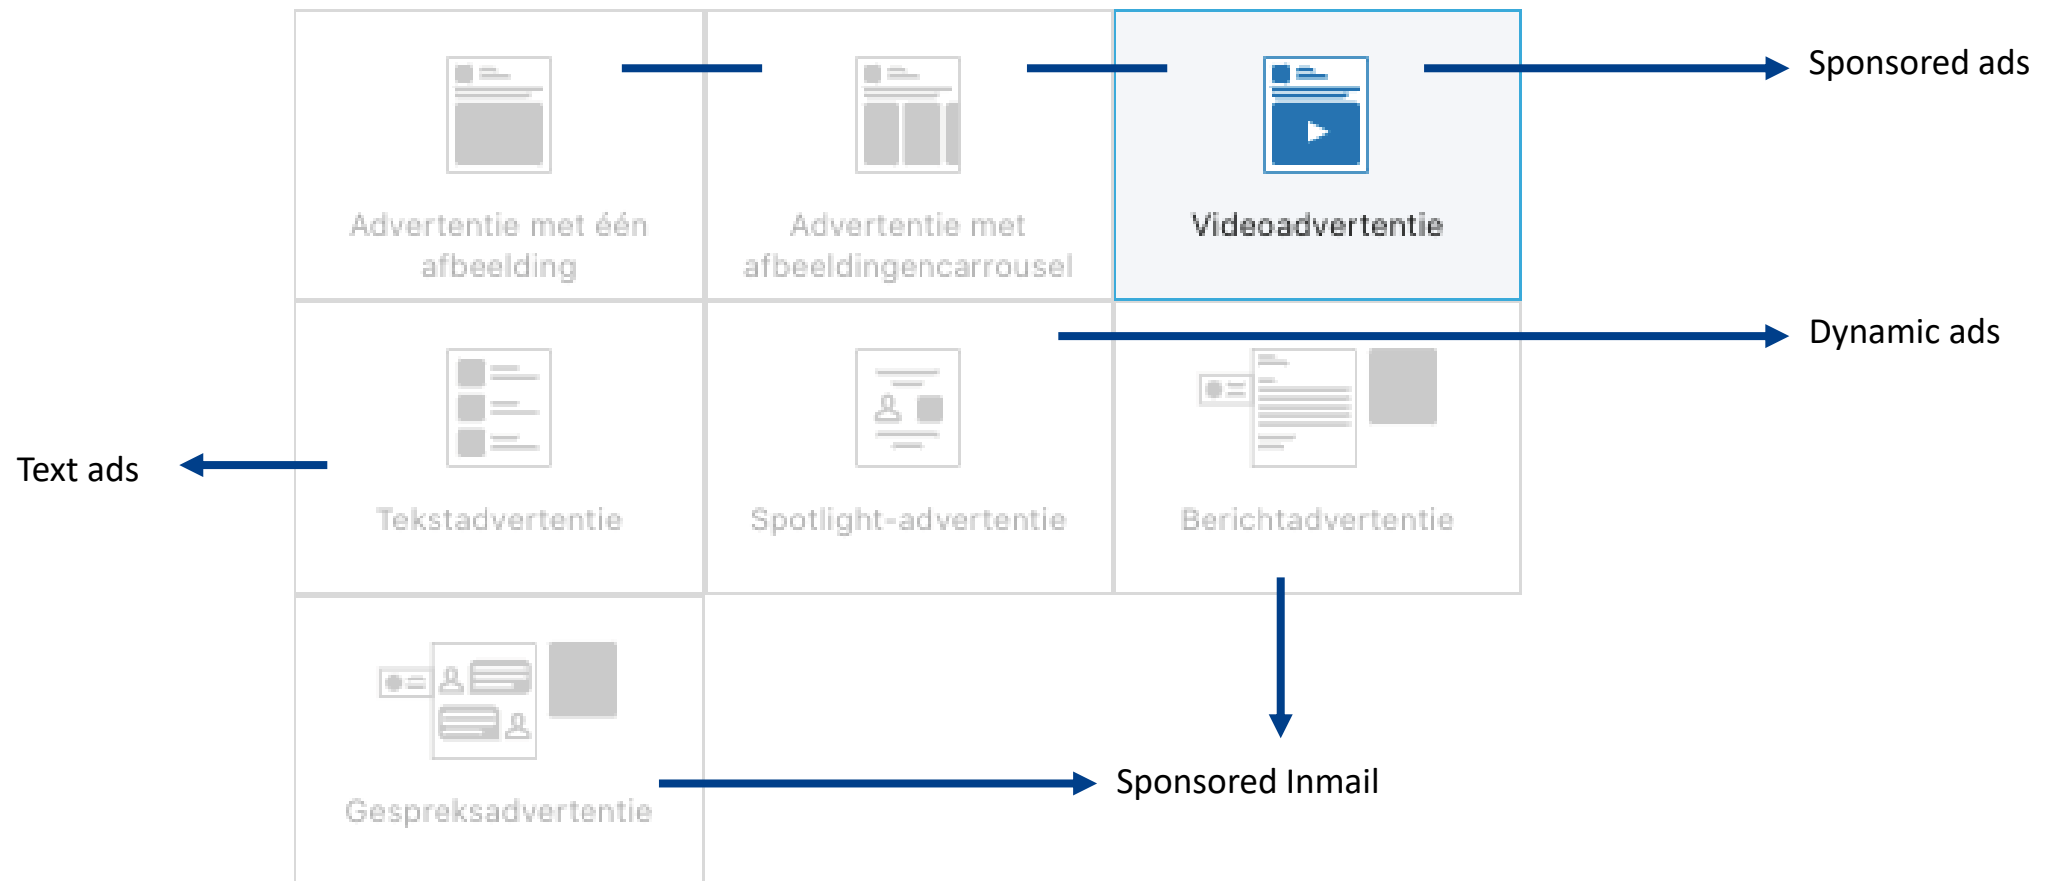 Sponsored ads
Advertentie met één
afbeelding
Advertentie met
afbeeldingencarrousel
Videoadvertentie
Dynamic ads
Text ads
Tekstadvertentie
Spotlight-advertentie
Berichtadvertentie
Gespreksadvertentie
Sponsored Inmail